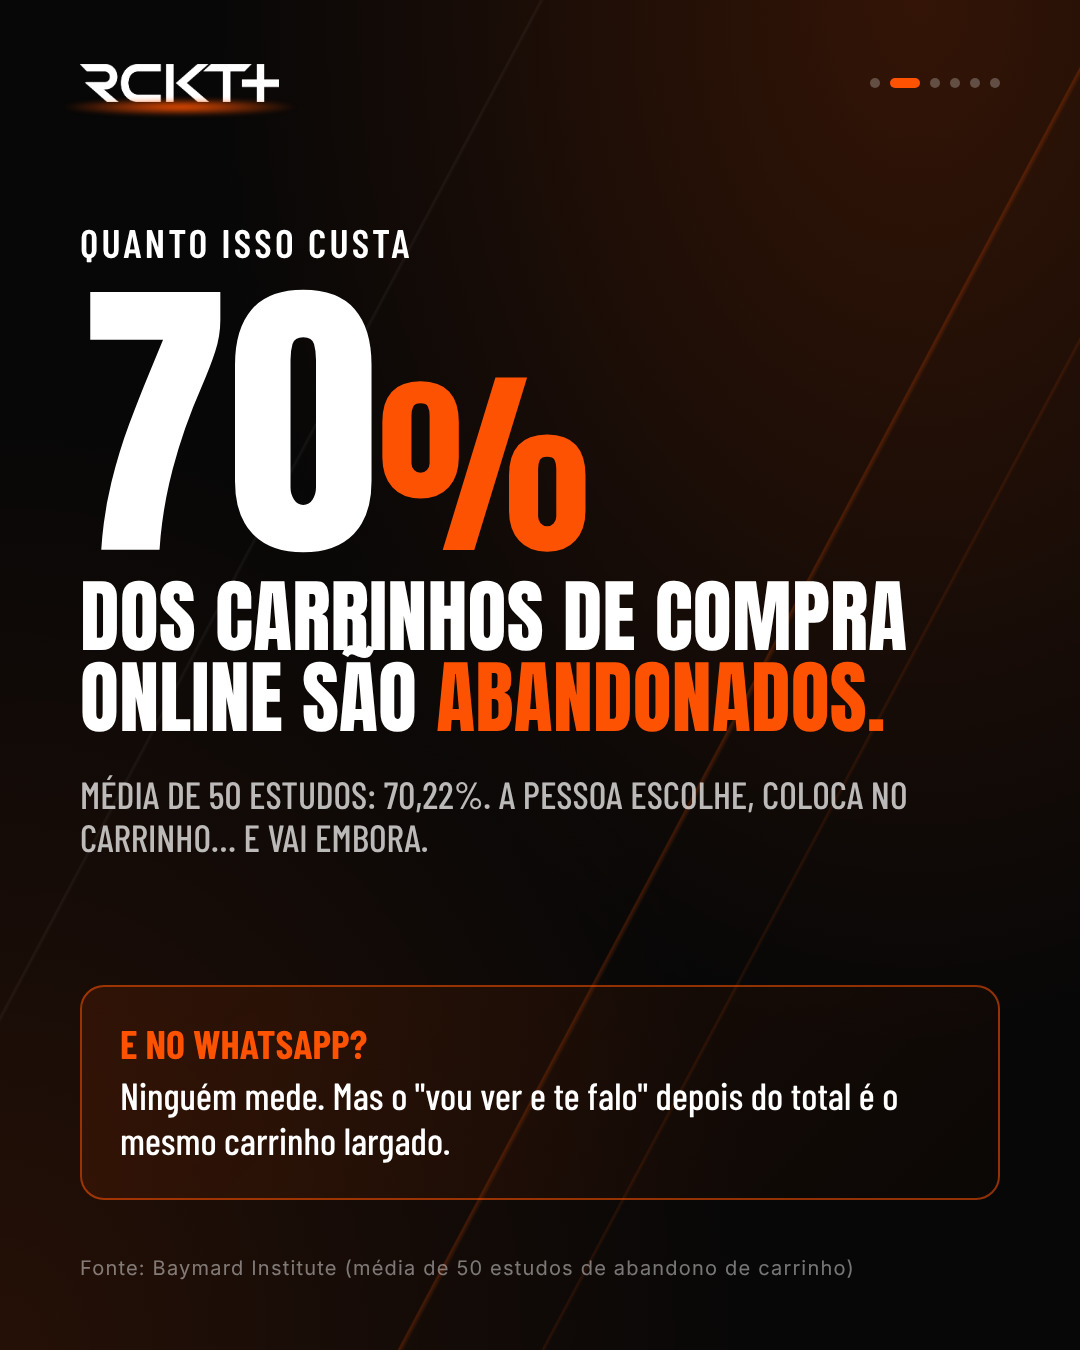 RCKT+
QUANTO ISSO CUSTA
70%
DOS CARRINHOS DE COMPRA
ONLINE SÃO ABANDONADOS.
MÉDIA DE 50 ESTUDOS: 70,22%. A PESSOA ESCOLHE, COLOCA NO
CARRINHO... E VAI EMBORA.
E NO WHATSAPP?
Ninguém mede. Mas o "vou ver e te falo" depois do total é o
mesmo carrinho largado.
Fonte: Baymard Institute (média de 50 estudos de abandono de carrinho)